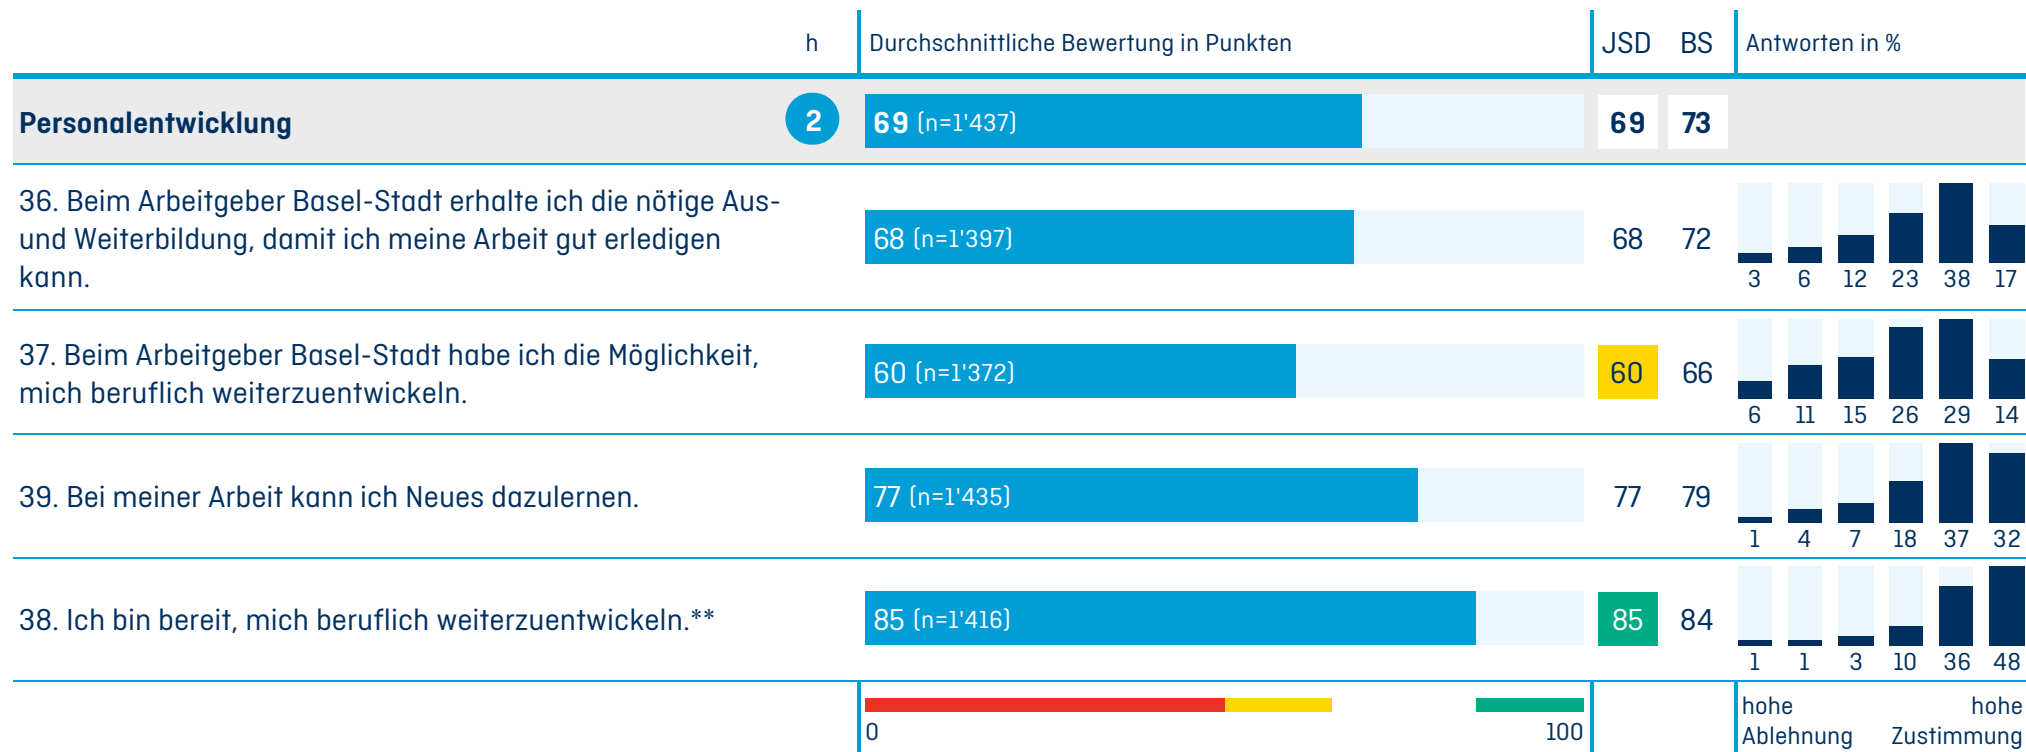 h Durchschnittliche Bewertung in Punkten JSD BS Antworten in %
Personalentwicklung 2 69 (n=1'437) 69 73
36. Beim Arbeitgeber Basel-Stadt erhalte ich die nötige Aus-
und Weiterbildung, damit ich meine Arbeit gut erledigen
kann.
68 (n=1'397) 68 72
3 6 12 23 38 17
37. Beim Arbeitgeber Basel-Stadt habe ich die Möglichkeit,
mich beruflich weiterzuentwickeln.
60 (n=1'372) 60 66
6 11 15 26 29 14
39. Bei meiner Arbeit kann ich Neues dazulernen. 77 (n=1'435) 77 79
1 4 7 18 37 32
38. Ich bin bereit, mich beruflich weiterzuentwickeln.** 85 (n=1'416) 85 84
1 1 3 10 36 48
0 100
hohe hohe
Ablehnung Zustimmung